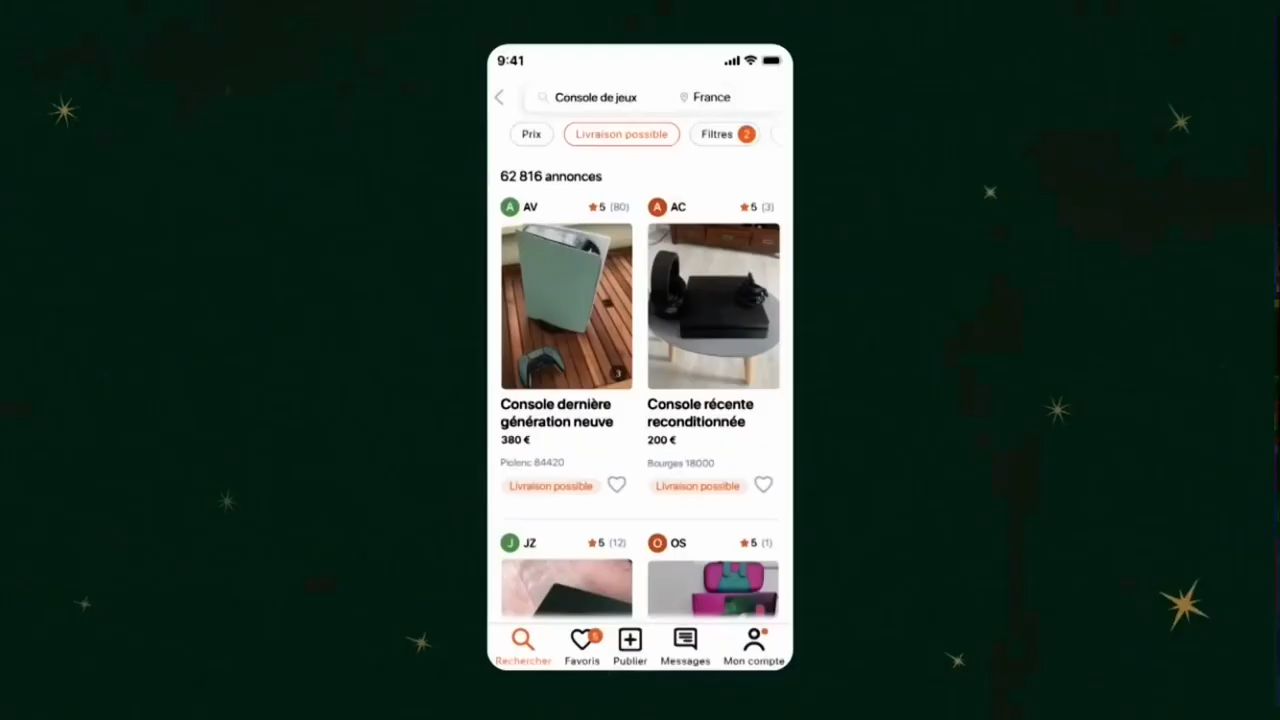 9:41
Console de jeux France
Prix Livraison possible Filtres 2
62 816 annonces
A AV 5 (80)
A AC 5 (3)
3
Console dernière
génération neuve
380 €
Piolenc 84420
Livraison possible
Console récente
reconditionnée
200 €
Bourges 18000
Livraison possible
J JZ 5 (12)
O OS 5 (1)
5
Rechercher Favoris Publier Messages Mon compte